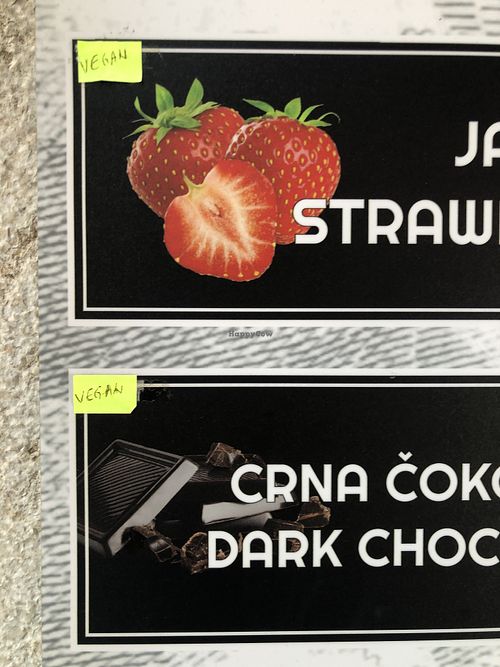 VEGAN
JA
STRAW
HappyCow
VEGAN
CRNA ČOKO
DARK CHOC